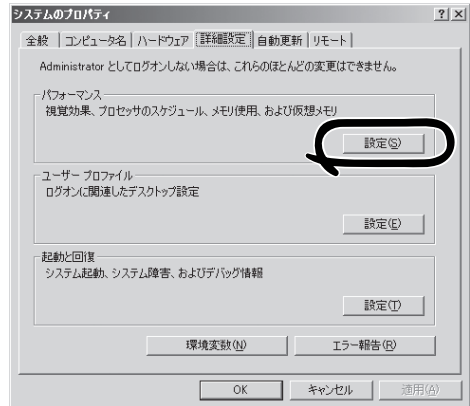 システムのプロパティ
全般 コンピュータ名 ハードウェア 詳細設定 自動更新 リモート
Administrator としてログオンしない場合は、これらのほとんどの変更はできません。
パフォーマンス
視覚効果、プロセッサのスケジュール、メモリ使用、および仮想メモリ
設定(S)
ユーザー プロファイル
ログオンに関連したデスクトップ設定
設定(E)
起動と回復
システム起動、システム障害、およびデバッグ情報
設定(T)
環境変数(N) エラー報告(R)
OK キャンセル 適用(A)